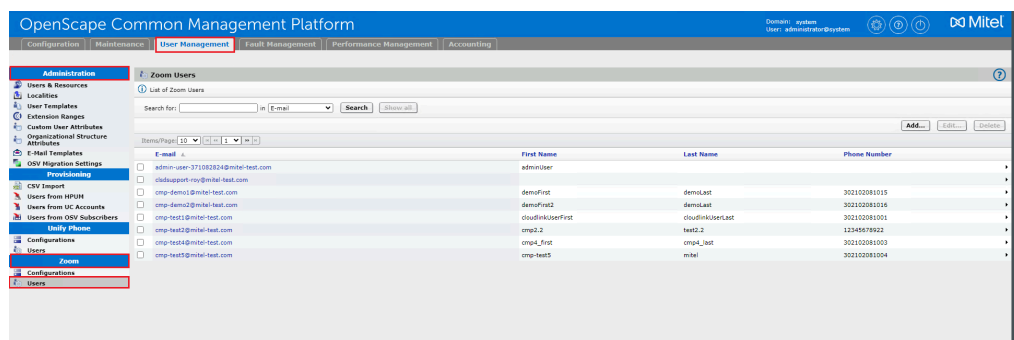 OpenScape Common Management Platform
Domain: system
User: administrator@system
Mitel
Configuration Maintenance User Management Fault Management Performance Management Accounting
Administration
Users & Resources
Localities
User Templates
Extension Ranges
Custom User Attributes
Organizational Structure
Attributes
E-Mail Templates
OSV Migration Settings
Provisioning
CSV Import
Users from HPUM
Users from UC Accounts
Users from OSV Subscribers
Unify Phone
Configurations
Users
Zoom
Configurations
Users
Zoom Users
List of Zoom Users
Search for: in E-mail Search Show all
Add... Edit... Delete
Items/Page: 10 1
E-mail First Name Last Name Phone Number
admin-user-371082824@mitel-test.com adminUser
clsdsupport-roy@mitel-test.com
cmp-demo1@mitel-test.com demoFirst demoLast 302102081015
cmp-demo2@mitel-test.com demoFirst2 demoLast 302102081016
cmp-test1@mitel-test.com cloudlinkUserFirst cloudlinkUserLast 302102081001
cmp-test2@mitel-test.com cmp2.2 test2.2 12345678922
cmp-test4@mitel-test.com cmp4_first cmp4_last 302102081003
cmp-test5@mitel-test.com cmp-test5 mitel 302102081004